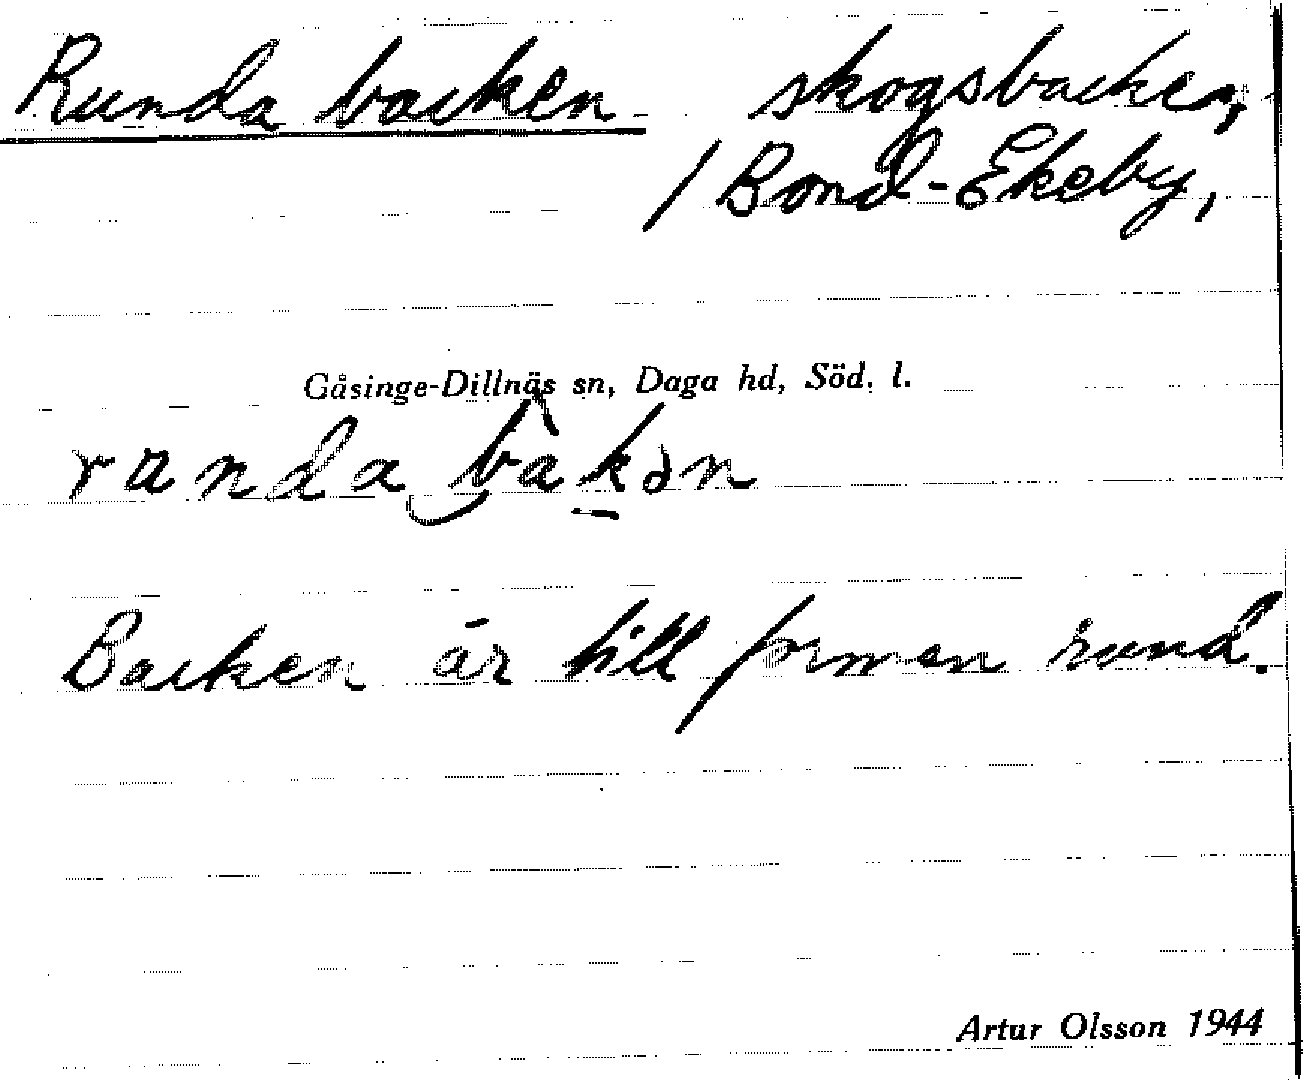 Runda backen skogsbacke,
/ Bond-Ekeby,
Gåsinge-Dillnäs sn, Daga hd, Söd. l.
randa bàkən
Backen är till formen rund.
Artur Olsson 1944